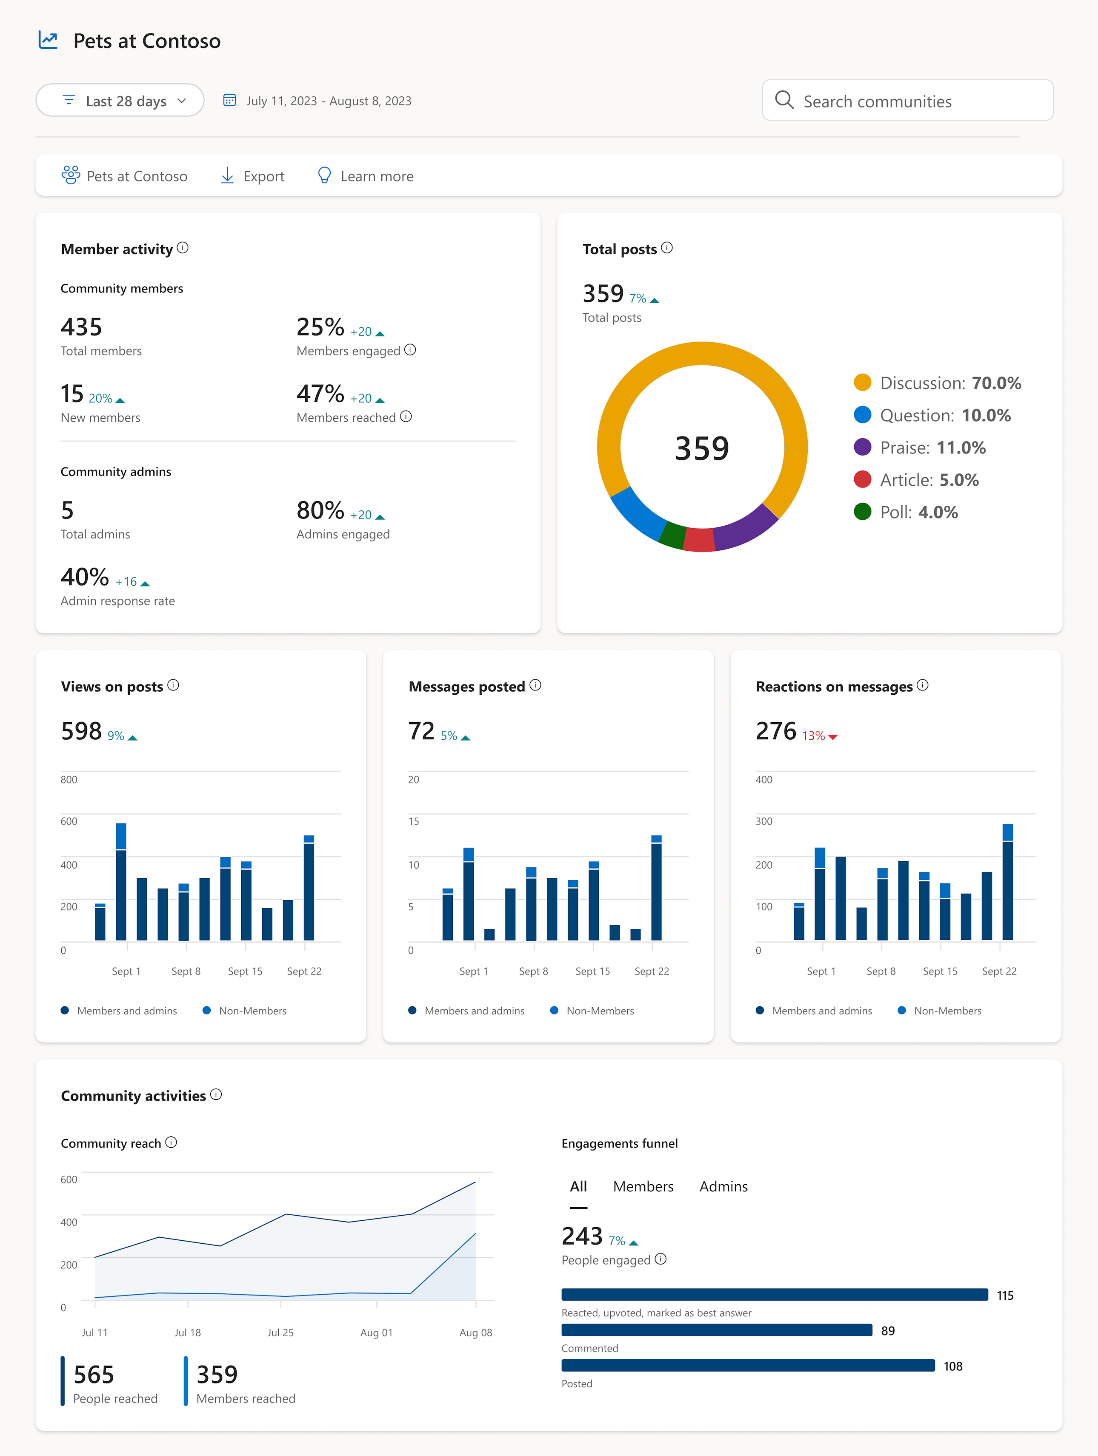 Pets at Contoso
Last 28 days
July 11, 2023 - August 8, 2023
Search communities
Pets at Contoso
Export
Learn more
Member activity
Community members
435
Total members
25% +20
Members engaged
15 20%
New members
47% +20
Members reached
Community admins
5
Total admins
80% +20
Admins engaged
40% +16
Admin response rate
Total posts
359 7%
Total posts
359
Discussion: 70.0%
Question: 10.0%
Praise: 11.0%
Article: 5.0%
Poll: 4.0%
Views on posts
598 9%
800
600
400
200
0
Sept 1 Sept 8 Sept 15 Sept 22
Members and admins Non-Members
Messages posted
72 5%
20
15
10
5
0
Sept 1 Sept 8 Sept 15 Sept 22
Members and admins Non-Members
Reactions on messages
276 13%
400
300
200
100
0
Sept 1 Sept 8 Sept 15 Sept 22
Members and admins Non-Members
Community activities
Community reach
600
400
200
0
Jul 11 Jul 18 Jul 25 Aug 01 Aug 08
565
People reached
359
Members reached
Engagements funnel
All Members Admins
243 7%
People engaged
115
Reacted, upvoted, marked as best answer
89
Commented
108
Posted